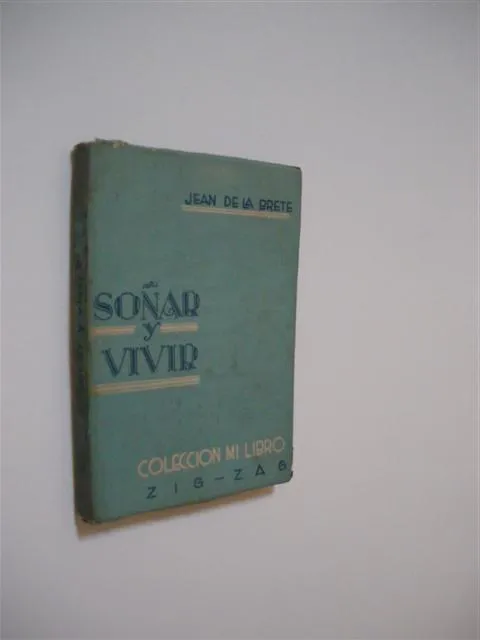 JEAN DE LA BRETE
SOÑAR
y
VIVIR
COLECCION MI LIBRO
ZIG-ZAG